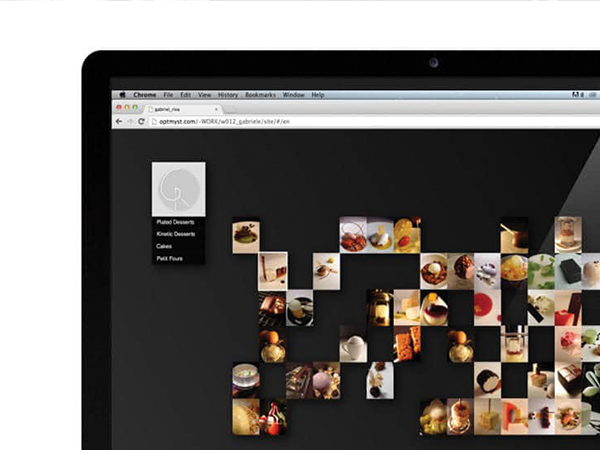 Chrome File Edit View History Bookmarks Window Help
gabriel_riva
optmyst.com/-WORK/w012_gabriele/site/#/en
Plated Desserts
Kinetic Desserts
Cakes
Petit Fours